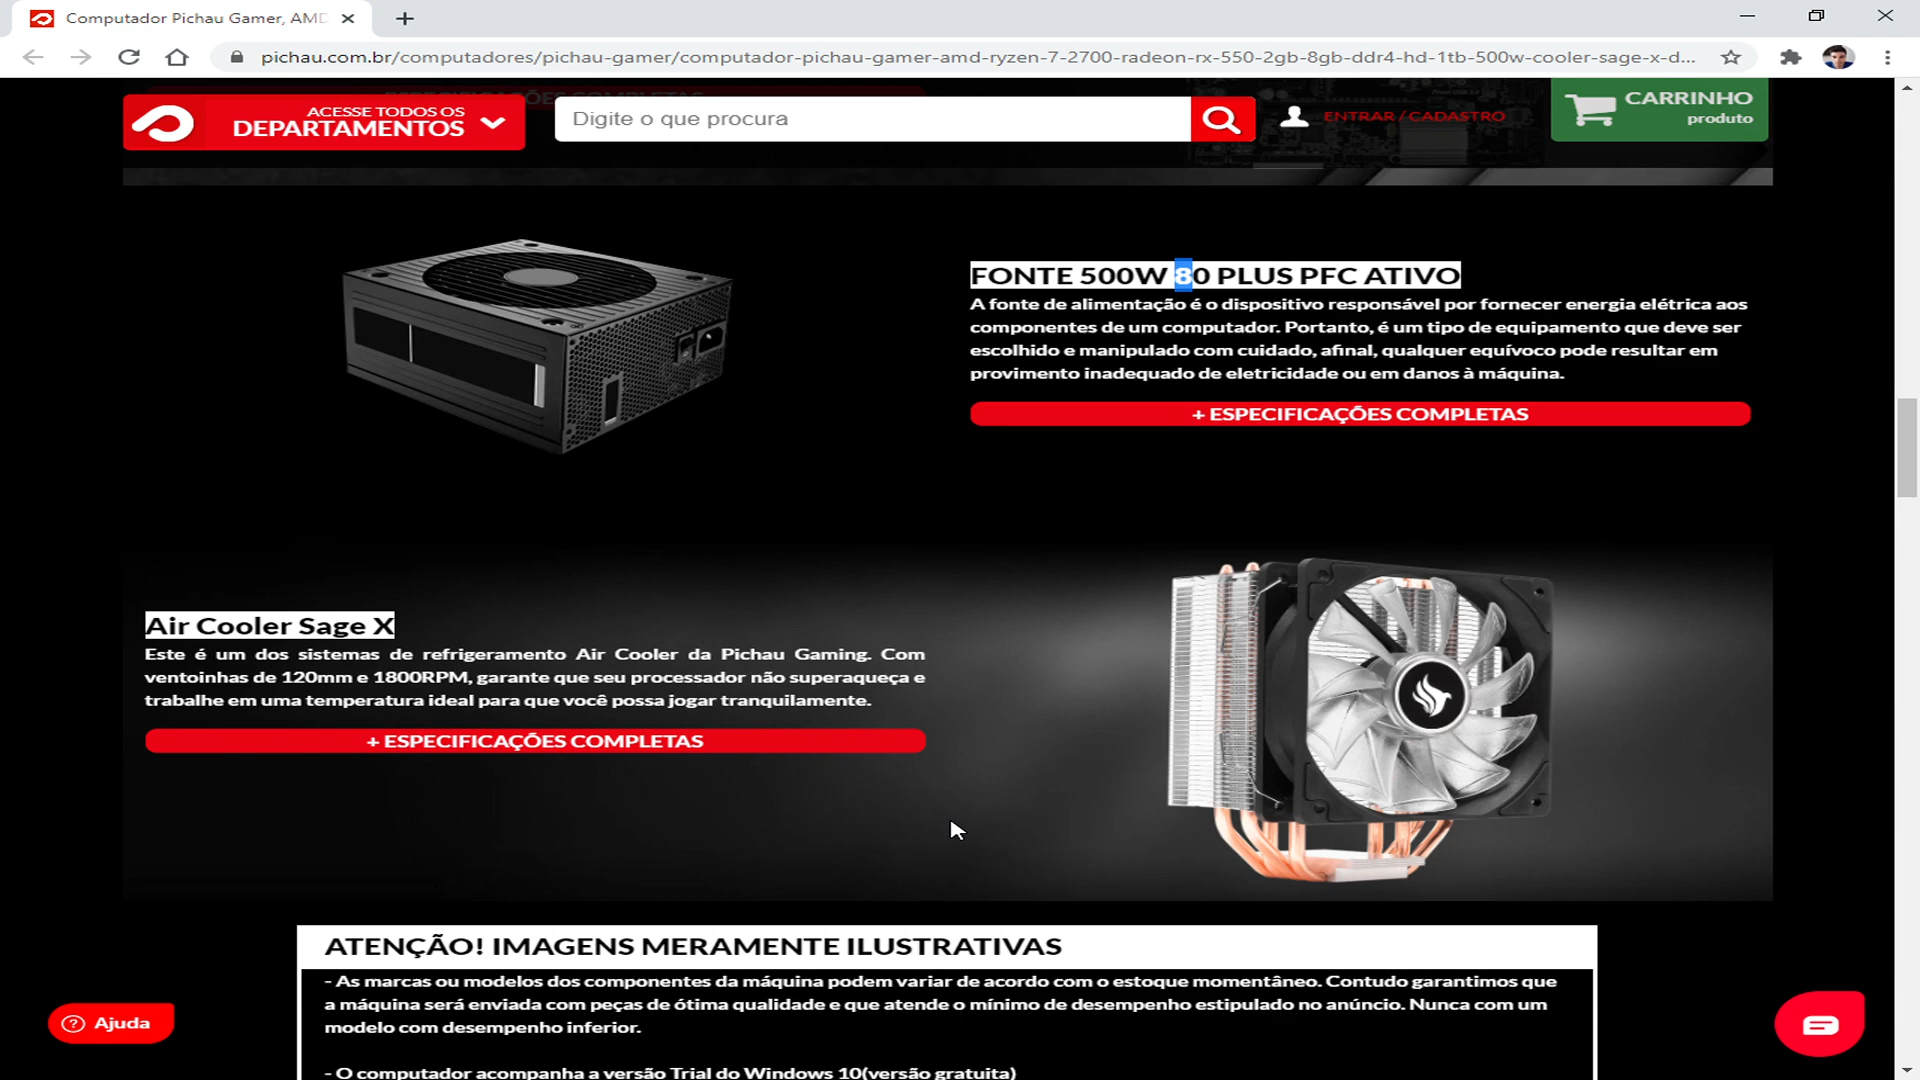 Computador Pichau Gamer, AMD
pichau.com.br/computadores/pichau-gamer/computador-pichau-gamer-amd-ryzen-7-2700-radeon-rx-550-2gb-8gb-ddr4-hd-1tb-500w-cooler-sage-x-d...
ESPECIFICAÇÕES COMPLETAS
ACESSE TODOS OS
DEPARTAMENTOS
Digite o que procura
ENTRAR / CADASTRO
CARRINHO
produto
FONTE 500W 80 PLUS PFC ATIVO
A fonte de alimentação é o dispositivo responsável por fornecer energia elétrica aos
componentes de um computador. Portanto, é um tipo de equipamento que deve ser
escolhido e manipulado com cuidado, afinal, qualquer equívoco pode resultar em
provimento inadequado de eletricidade ou em danos à máquina.
+ ESPECIFICAÇÕES COMPLETAS
Air Cooler Sage X
Este é um dos sistemas de refrigeramento Air Cooler da Pichau Gaming. Com
ventoinhas de 120mm e 1800RPM, garante que seu processador não superaqueça e
trabalhe em uma temperatura ideal para que você possa jogar tranquilamente.
+ ESPECIFICAÇÕES COMPLETAS
ATENÇÃO! IMAGENS MERAMENTE ILUSTRATIVAS
- As marcas ou modelos dos componentes da máquina podem variar de acordo com o estoque momentâneo. Contudo garantimos que
a máquina será enviada com peças de ótima qualidade e que atende o mínimo de desempenho estipulado no anúncio. Nunca com um
modelo com desempenho inferior.
- O computador acompanha a versão Trial do Windows 10(versão gratuita)
Ajuda